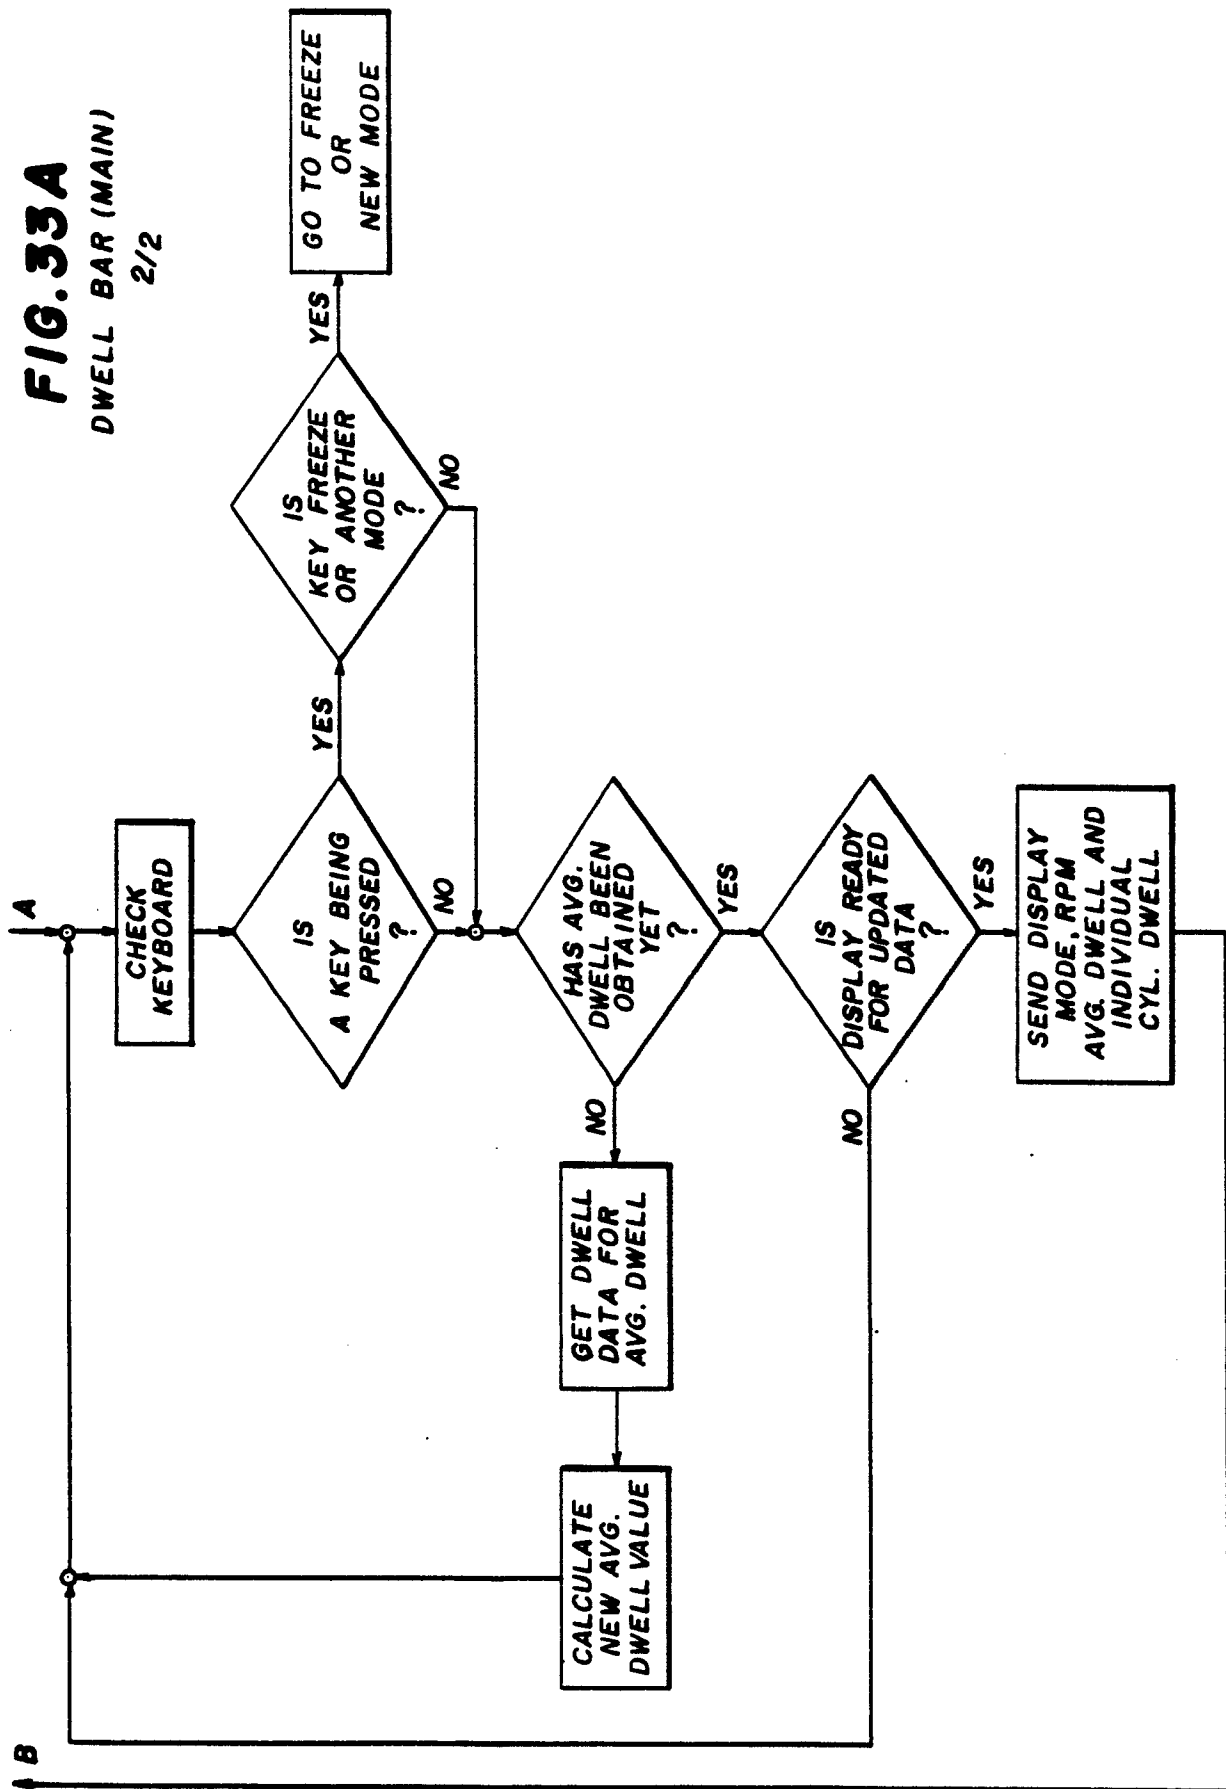 FIG. 33A
DWELL BAR (MAIN)
2/2
A
CHECK
KEYBOARD
IS
A KEY BEING
PRESSED
?
YES
NO
IS
KEY FREEZE
OR ANOTHER
MODE
?
YES
NO
GO TO FREEZE
OR
NEW MODE
HAS AVG.
DWELL BEEN
OBTAINED
YET
?
NO
YES
GET DWELL
DATA FOR
AVG. DWELL
CALCULATE
NEW AVG.
DWELL VALUE
IS
DISPLAY READY
FOR UPDATED
DATA
?
NO
YES
SEND DISPLAY
MODE, RPM
AVG. DWELL AND
INDIVIDUAL
CYL. DWELL
B